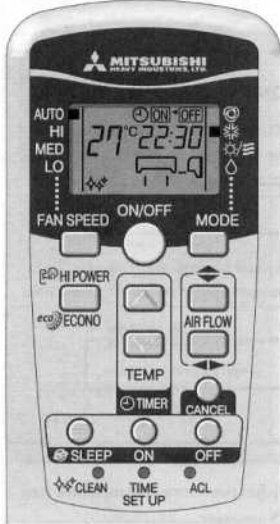 MITSUBISHI
HEAVY INDUSTRIES, LTD.
AUTO
HI
MED
LO
ON OFF
27°C 22:30
FAN SPEED
ON/OFF
MODE
HI POWER
eco ECONO
AIR FLOW
TEMP
TIMER
CANCEL
SLEEP ON OFF
CLEAN TIME SET UP ACL